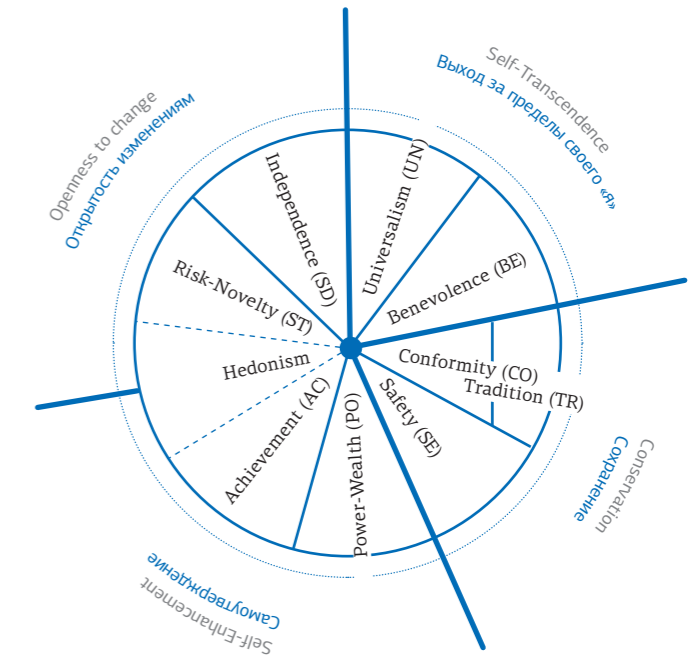 Openness to change
Открытость изменениям
Self-Transcendence
Выход за пределы своего «я»
Independence (SD)
Universalism (UN)
Benevolence (BE)
Risk-Novelty (ST)
Hedonism
Conformity (CO)
Tradition (TR)
Safety (SE)
Achievement (AC)
Power-Wealth (PO)
Conservation
Сохранение
Самоутверждение
Self-Enhancement